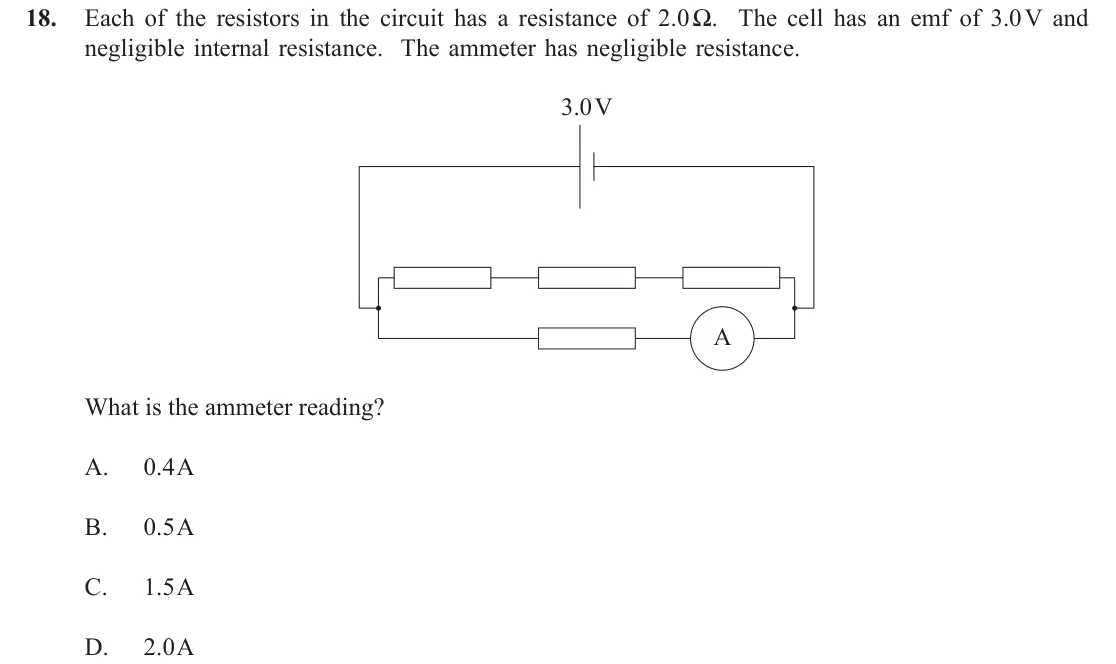 18. Each of the resistors in the circuit has a resistance of 2.0Ω. The cell has an emf of 3.0V and
negligible internal resistance. The ammeter has negligible resistance.
3.0V
A
What is the ammeter reading?
A. 0.4A
B. 0.5A
C. 1.5A
D. 2.0A